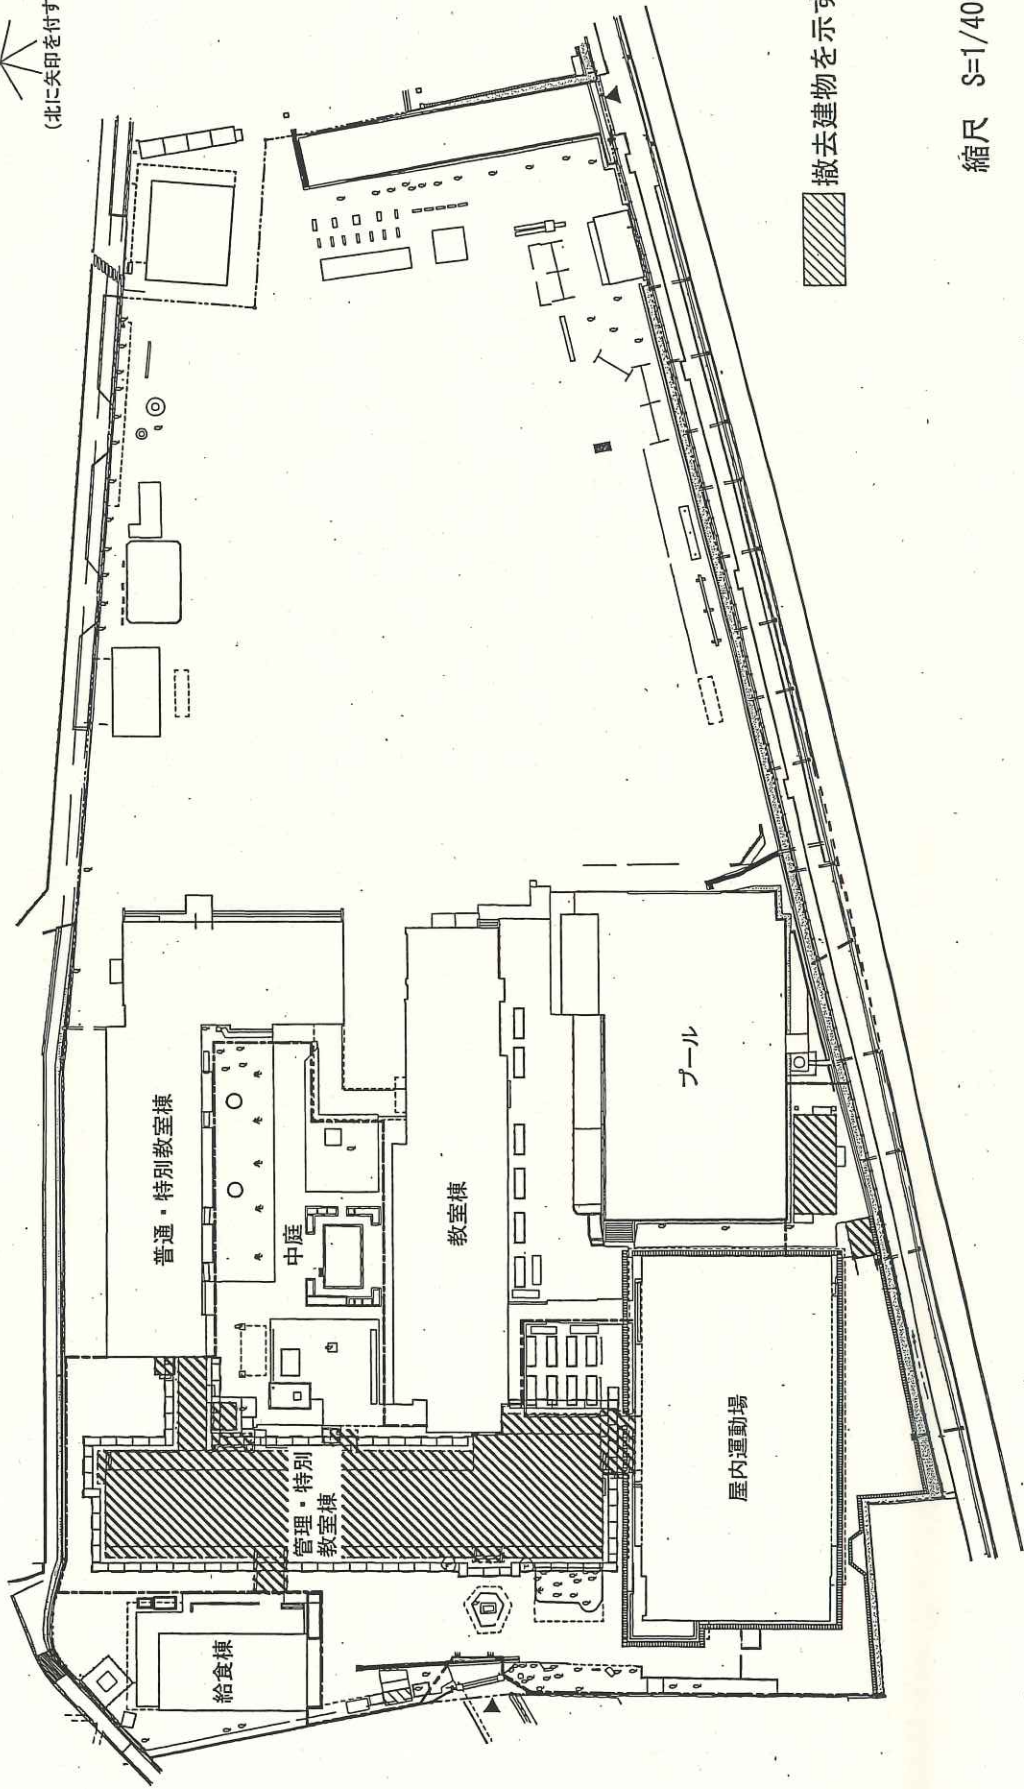 (北に矢印を付す
撤去建物を示す
縮尺 S=1/40
普通・特別教室棟
中庭
教室棟
プール
管理・特別
教室棟
屋内運動場
給食棟